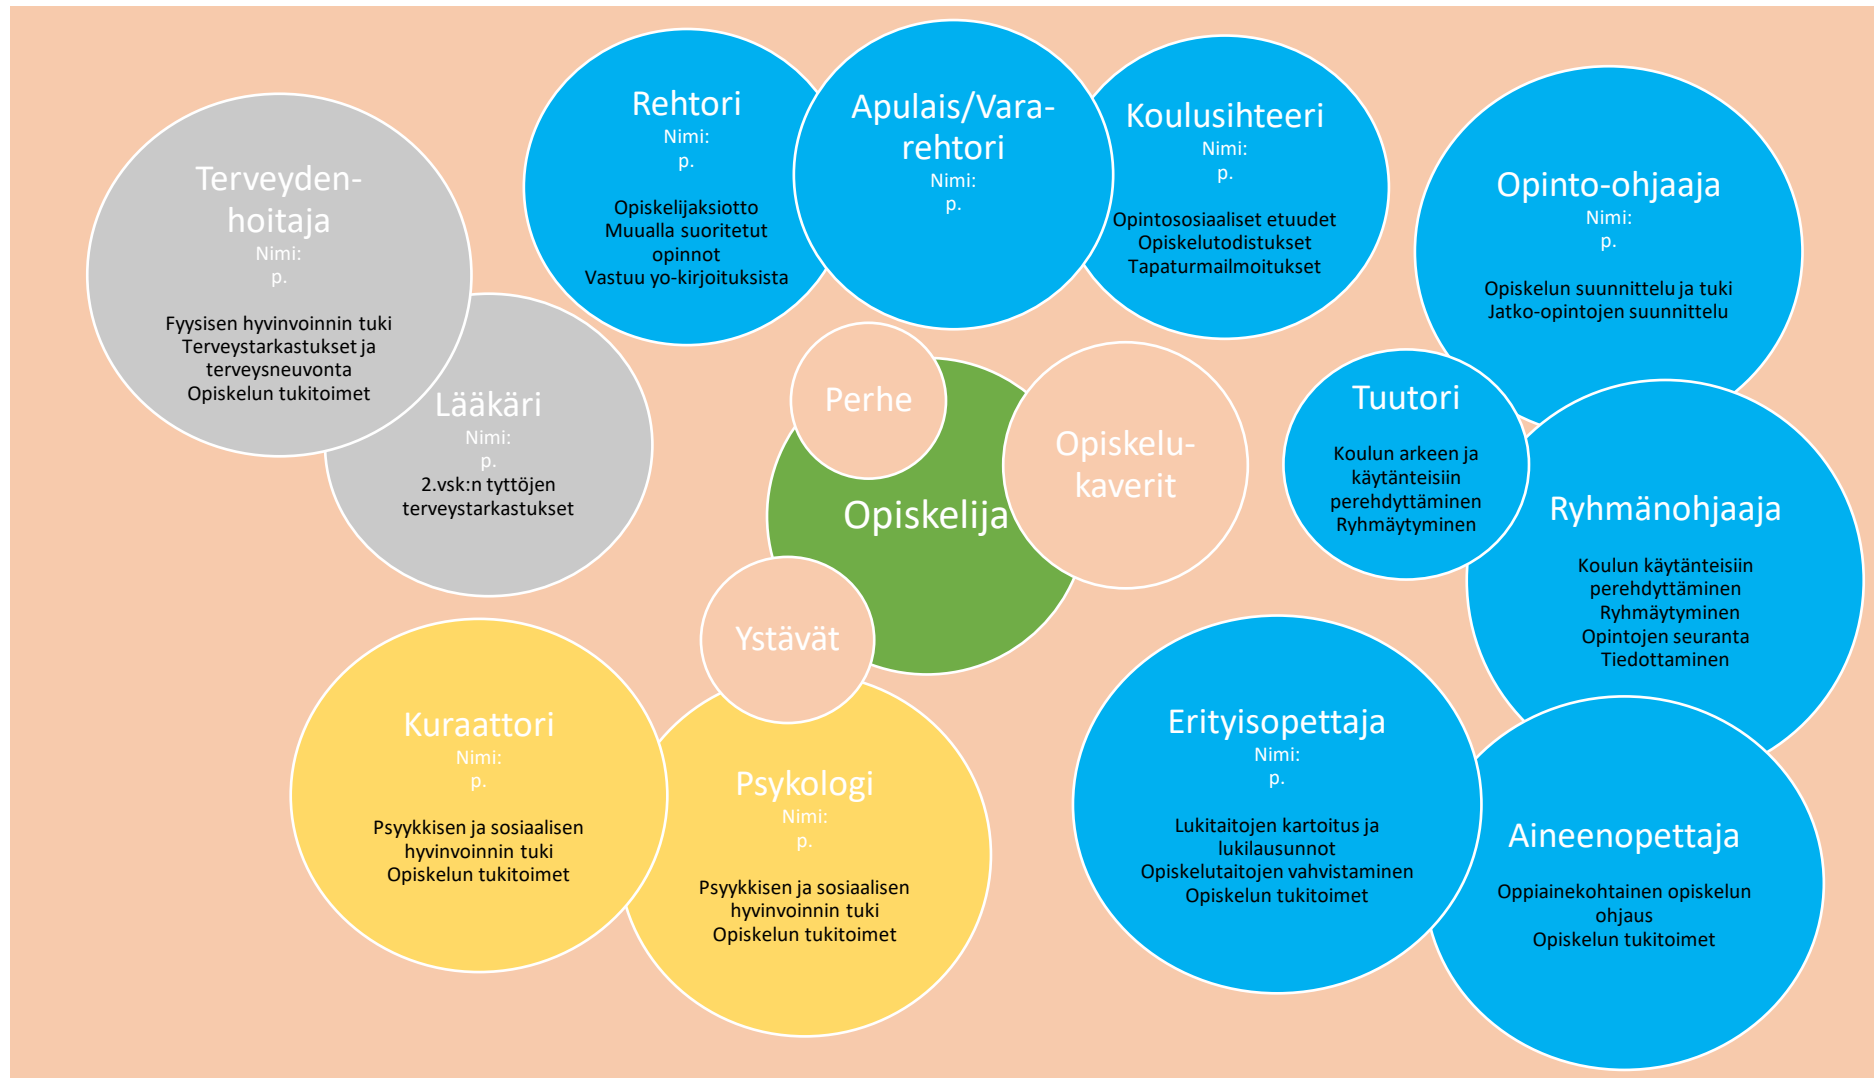 Terveyden-
hoitaja
Nimi:
p.
Fyysisen hyvinvoinnin tuki
Terveystarkastukset ja
terveysneuvonta
Opiskelun tukitoimet
Lääkäri
Nimi:
p.
2.vsk:n tyttöjen
terveystarkastukset
Rehtori
Nimi:
p.
Opiskelijaksiotto
Muualla suoritetut
opinnot
Vastuu yo-kirjoituksista
Apulais/Vara-
rehtori
Nimi:
p.
Koulusihteeri
Nimi:
p.
Opintososiaaliset etuudet
Opiskelutodistukset
Tapaturmailmoitukset
Opinto-ohjaaja
Nimi:
p.
Opiskelun suunnittelu ja tuki
Jatko-opintojen suunnittelu
Perhe
Opiskelu-
kaverit
Opiskelija
Ystävät
Tuutori
Koulun arkeen ja
käytänteisiin
perehdyttäminen
Ryhmäytyminen
Ryhmänohjaaja
Koulun käytänteisiin
perehdyttäminen
Ryhmäytyminen
Opintojen seuranta
Tiedottaminen
Kuraattori
Nimi:
p.
Psyykkisen ja sosiaalisen
hyvinvoinnin tuki
Opiskelun tukitoimet
Psykologi
Nimi:
p.
Psyykkisen ja sosiaalisen
hyvinvoinnin tuki
Opiskelun tukitoimet
Erityisopettaja
Nimi:
p.
Lukitaitojen kartoitus ja
lukilausunnot
Opiskelutaitojen vahvistaminen
Opiskelun tukitoimet
Aineenopettaja
Oppiainekohtainen opiskelun
ohjaus
Opiskelun tukitoimet